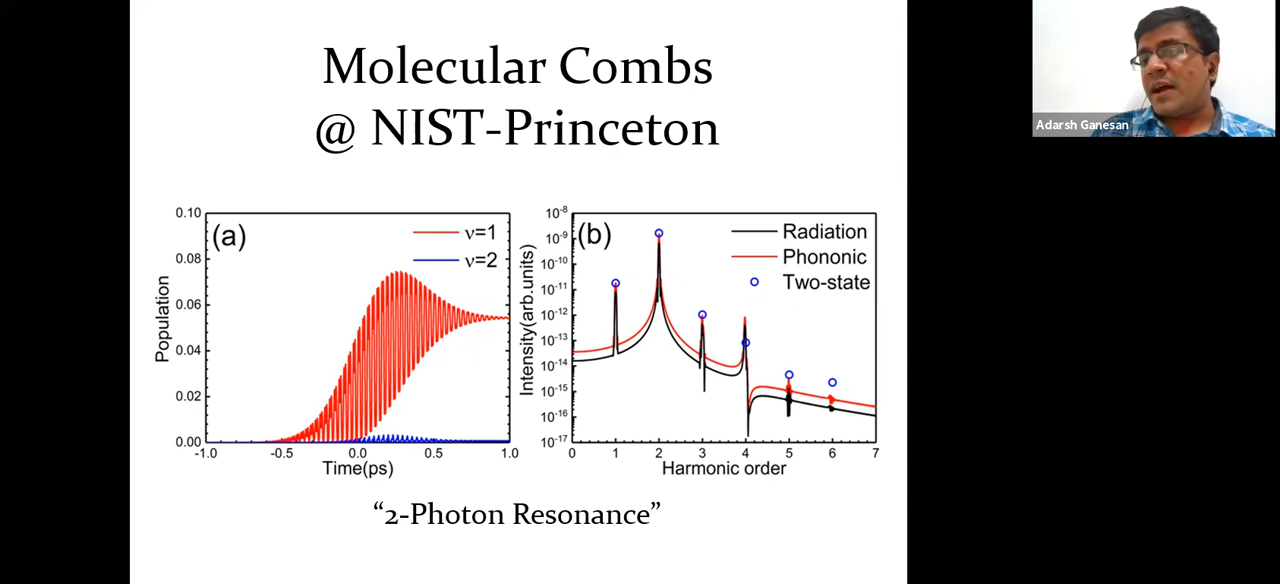 Molecular Combs
@ NIST-Princeton
Adarsh Ganesan
(a)
ν=1
ν=2
0.10
0.08
0.06
0.04
0.02
0.00
Population
-1.0 -0.5 0.0 0.5 1.0
Time(ps)
(b)
Radiation
Phononic
Two-state
10-8
10-9
10-10
10-11
10-12
10-13
10-14
10-15
10-16
10-17
Intensity(arb.units)
0 1 2 3 4 5 6 7
Harmonic order
“2-Photon Resonance”